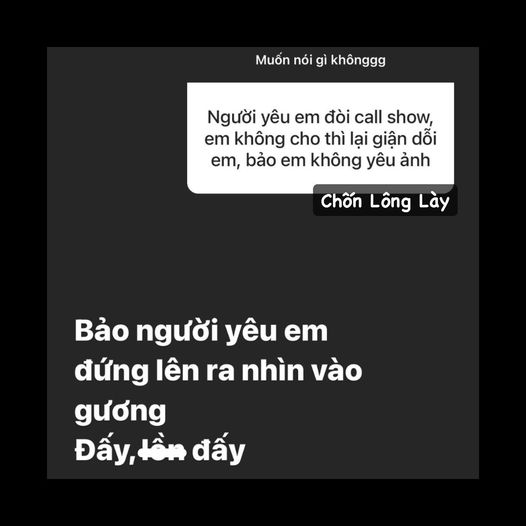 Muốn nói gì khônggg
Người yêu em đòi call show,
em không cho thì lại giận dỗi
em, bảo em không yêu ảnh
Chốn Lông Lày
Bảo người yêu em
đứng lên ra nhìn vào
gương
Đấy, lồn đấy